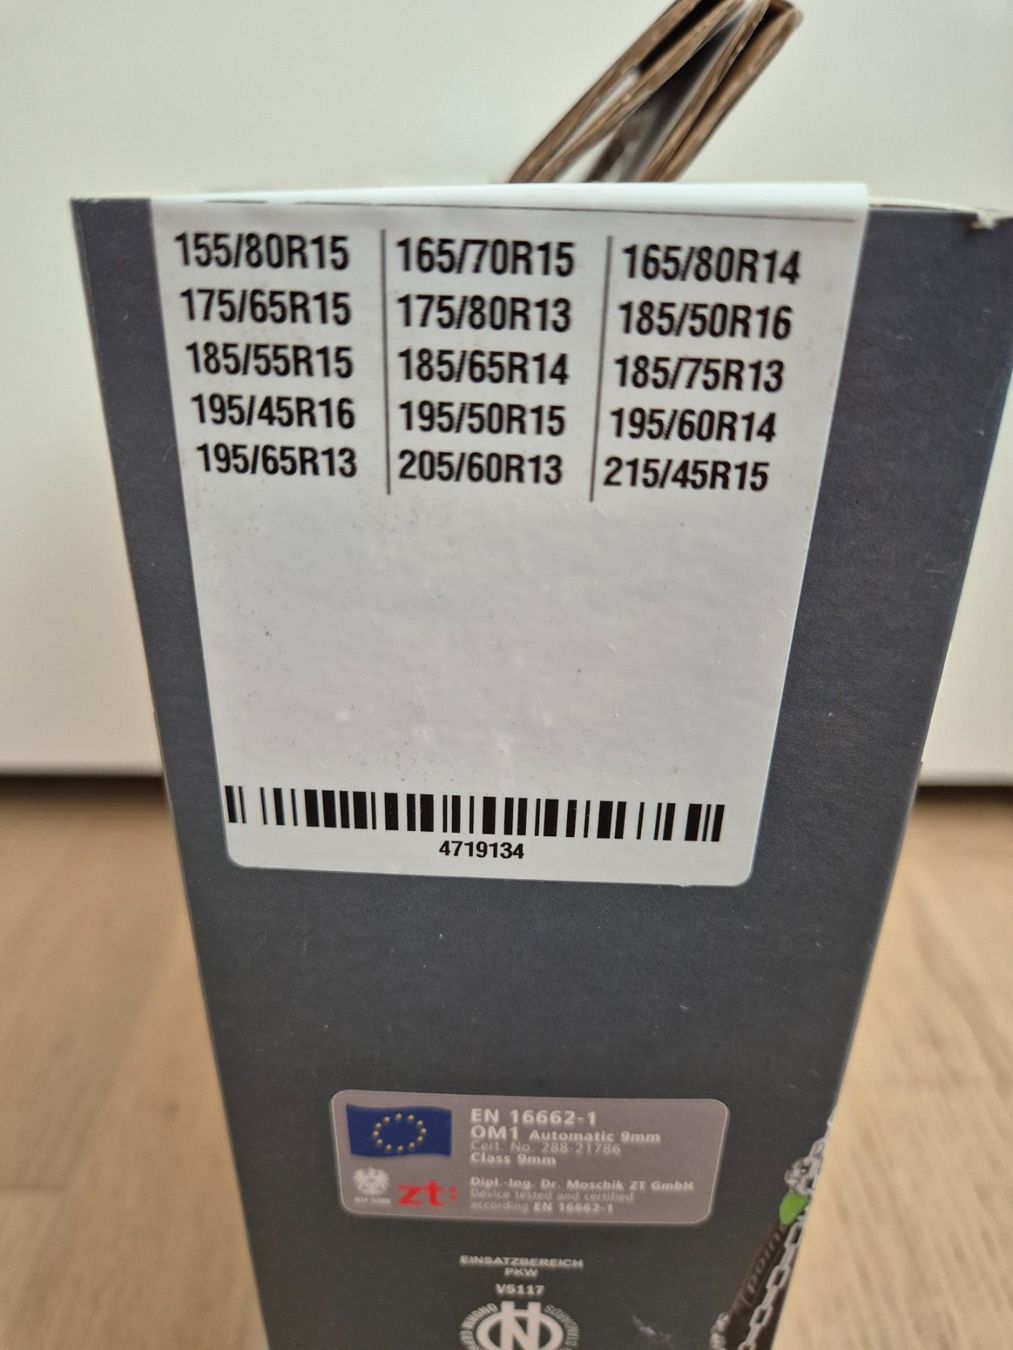 155/80R15 165/70R15 165/80R14
175/65R15 175/80R13 185/50R16
185/55R15 185/65R14 185/75R13
195/45R16 195/50R15 195/60R14
195/65R13 205/60R13 215/45R15
4719134
EN 16662-1
OM1 Automatic 9mm
Cert. No. 288-21786
Class 9mm
zt:
Dipl.-Ing. Dr. Moschik ZT GmbH
Device tested and certified
according EN 16662-1
EINSATZBEREICH
PKW
V5117
N
point